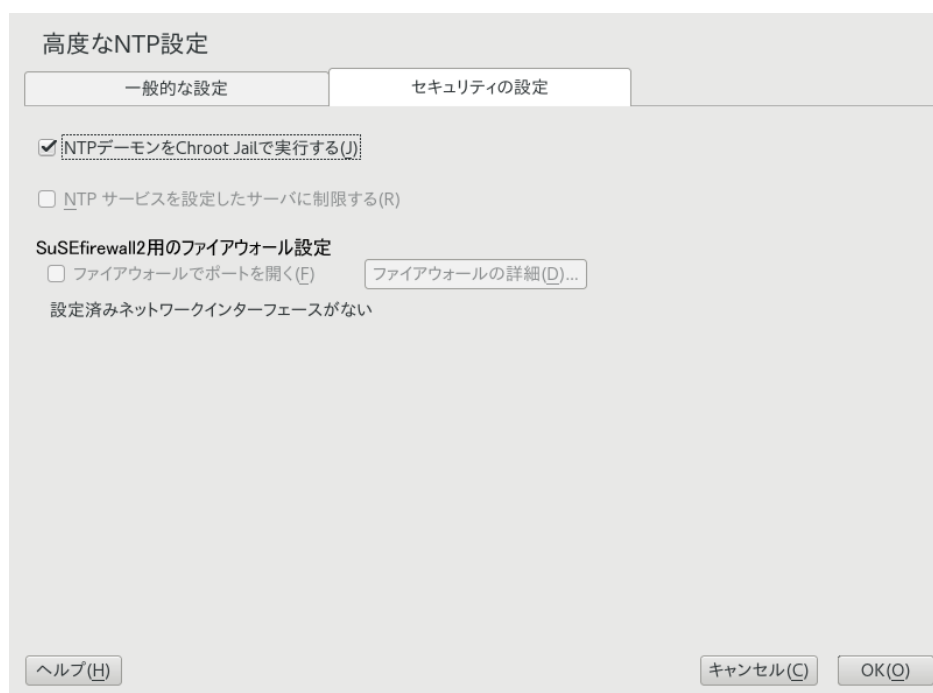 高度なNTP設定
一般的な設定 セキュリティの設定
NTPデーモンをChroot Jailで実行する(J)
NTP サービスを設定したサーバに制限する(R)
SuSEfirewall2用のファイアウォール設定
ファイアウォールでポートを開く(F) ファイアウォールの詳細(D)...
設定済みネットワークインターフェースがない
ヘルプ(H) キャンセル(C) OK(O)